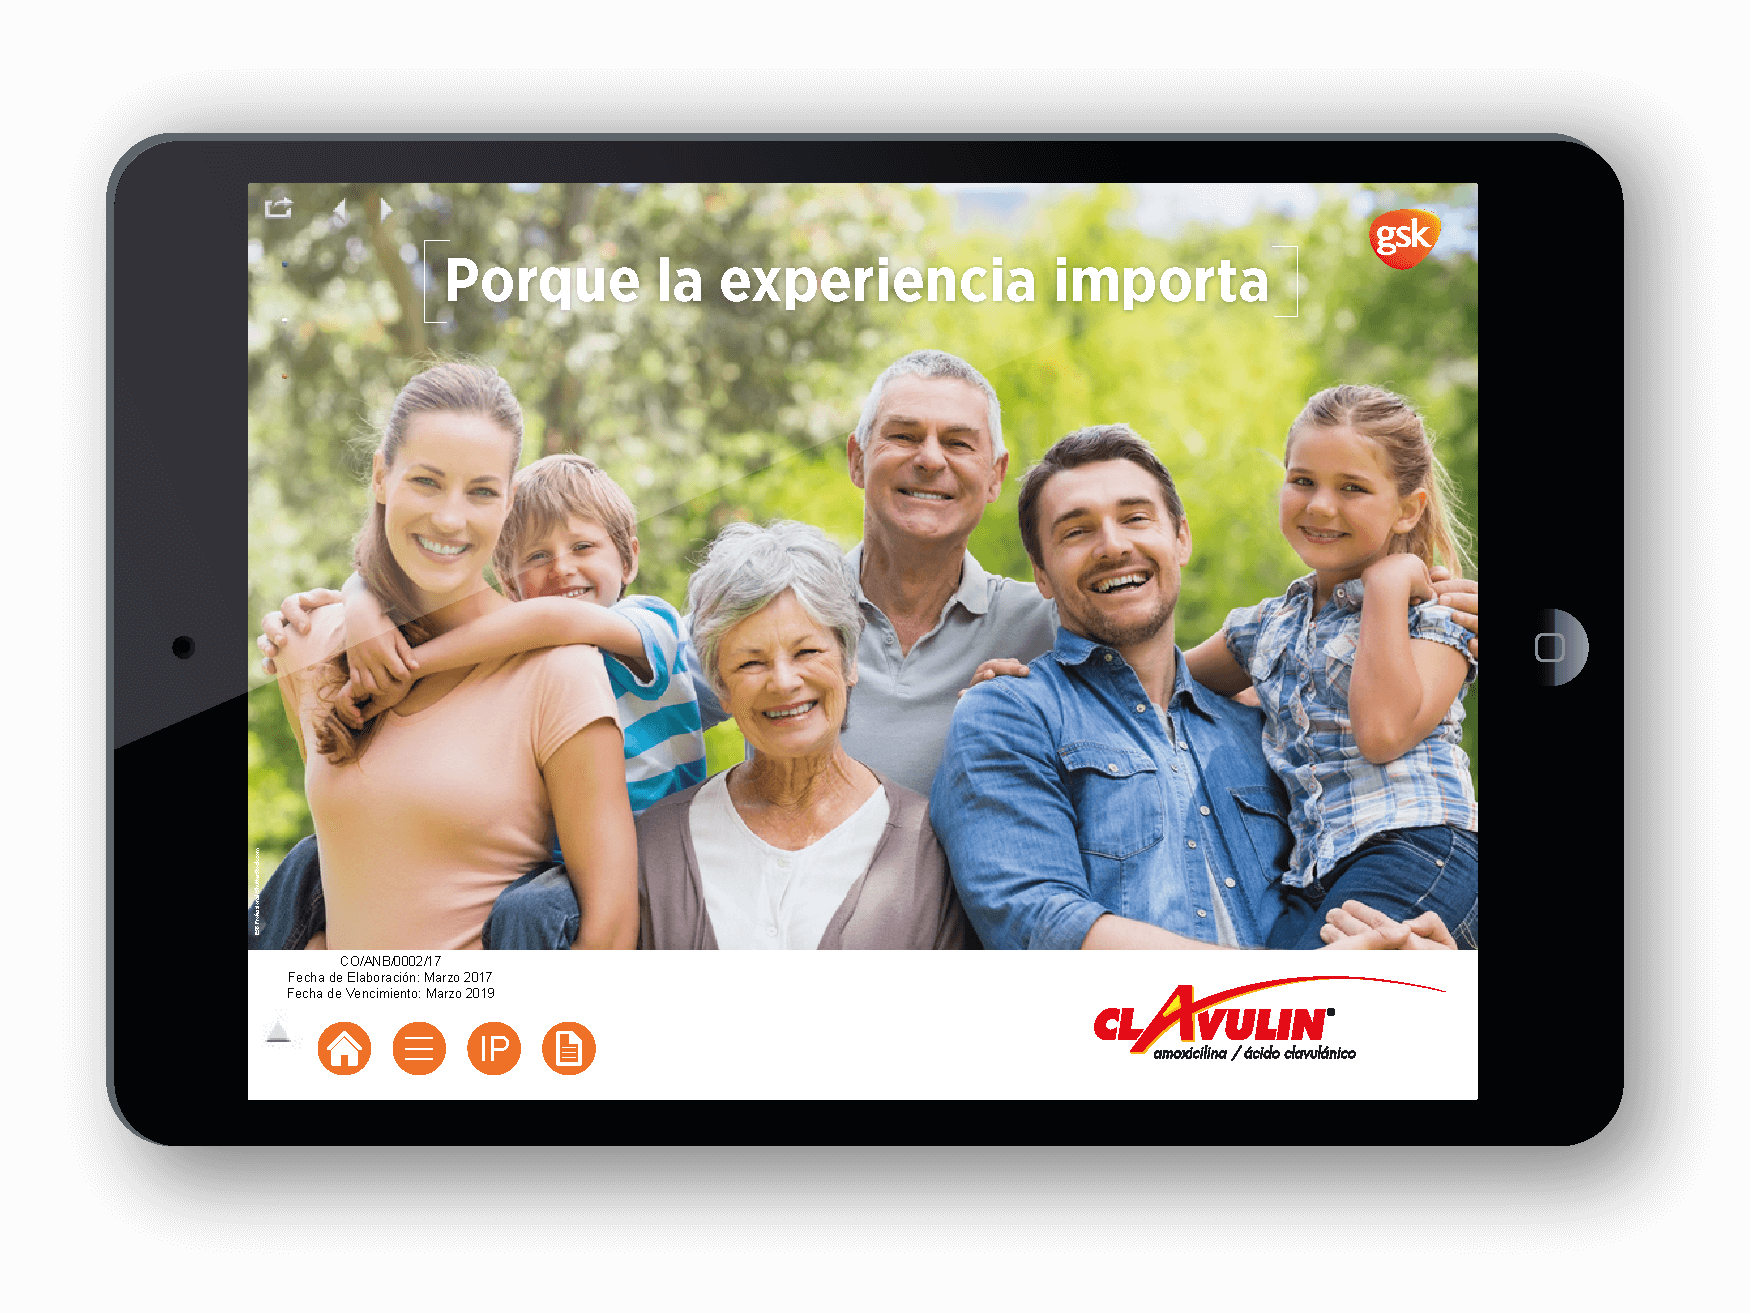 gsk
Porque la experiencia importa
CO/ANB/0002/17
Fecha de Elaboración: Marzo 2017
Fecha de Vencimiento: Marzo 2019
IP
CLAVULIN®
amoxicilina / ácido clavulánico